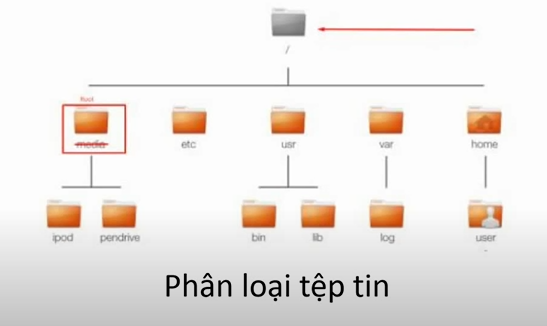 /
Root
media
etc
usr
var
home
ipod
pendrive
bin
lib
log
user
Phân loại tệp tin